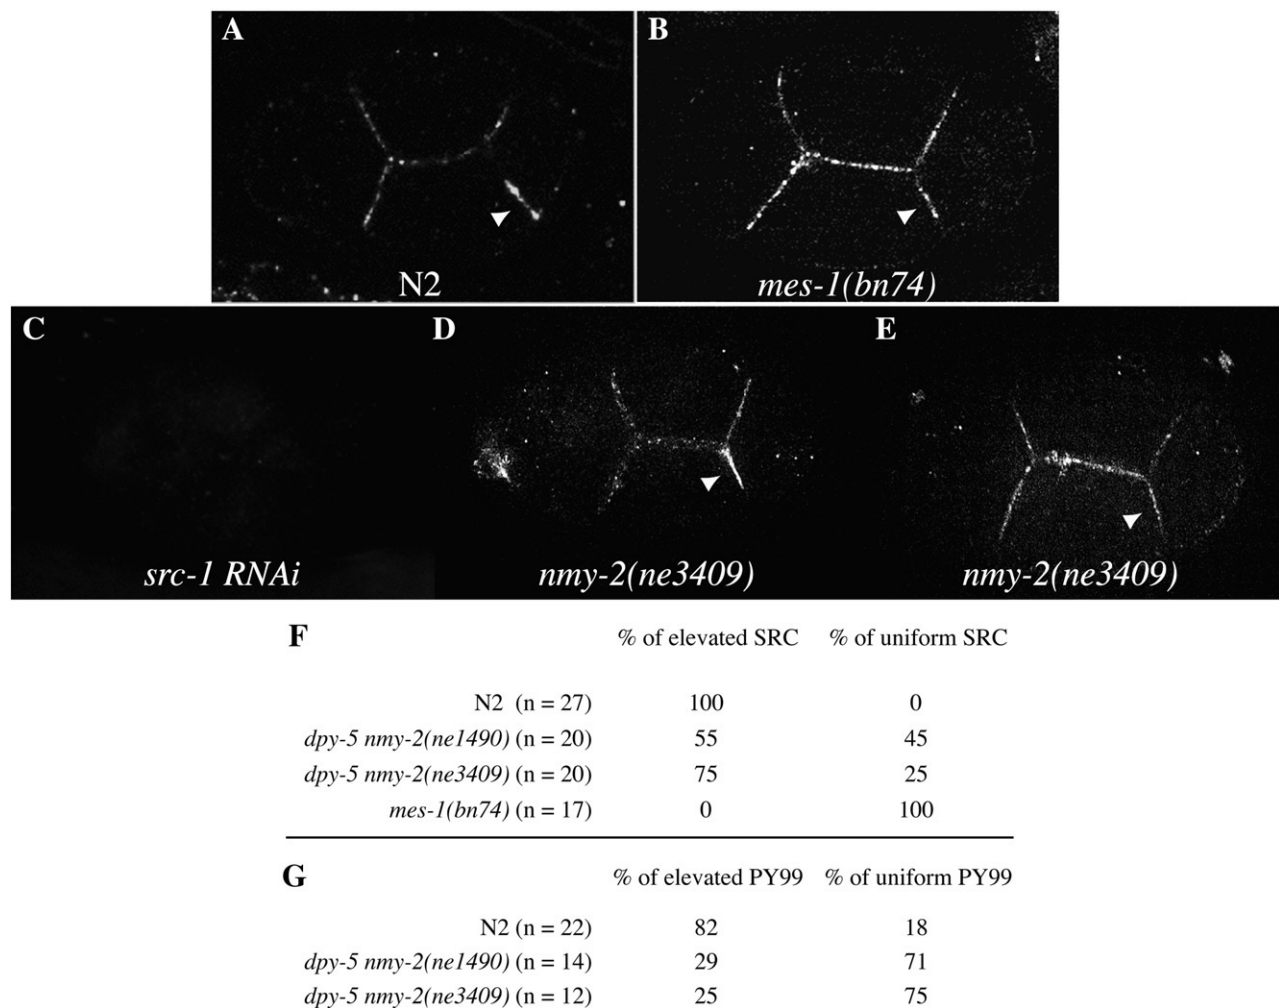 A B
N2 mes-1(bn74)
C D E
src-1 RNAi nmy-2(ne3409) nmy-2(ne3409)
F % of elevated SRC % of uniform SRC
N2 (n = 27) 100 0
dpy-5 nmy-2(ne1490) (n = 20) 55 45
dpy-5 nmy-2(ne3409) (n = 20) 75 25
mes-1(bn74) (n = 17) 0 100
G % of elevated PY99 % of uniform PY99
N2 (n = 22) 82 18
dpy-5 nmy-2(ne1490) (n = 14) 29 71
dpy-5 nmy-2(ne3409) (n = 12) 25 75